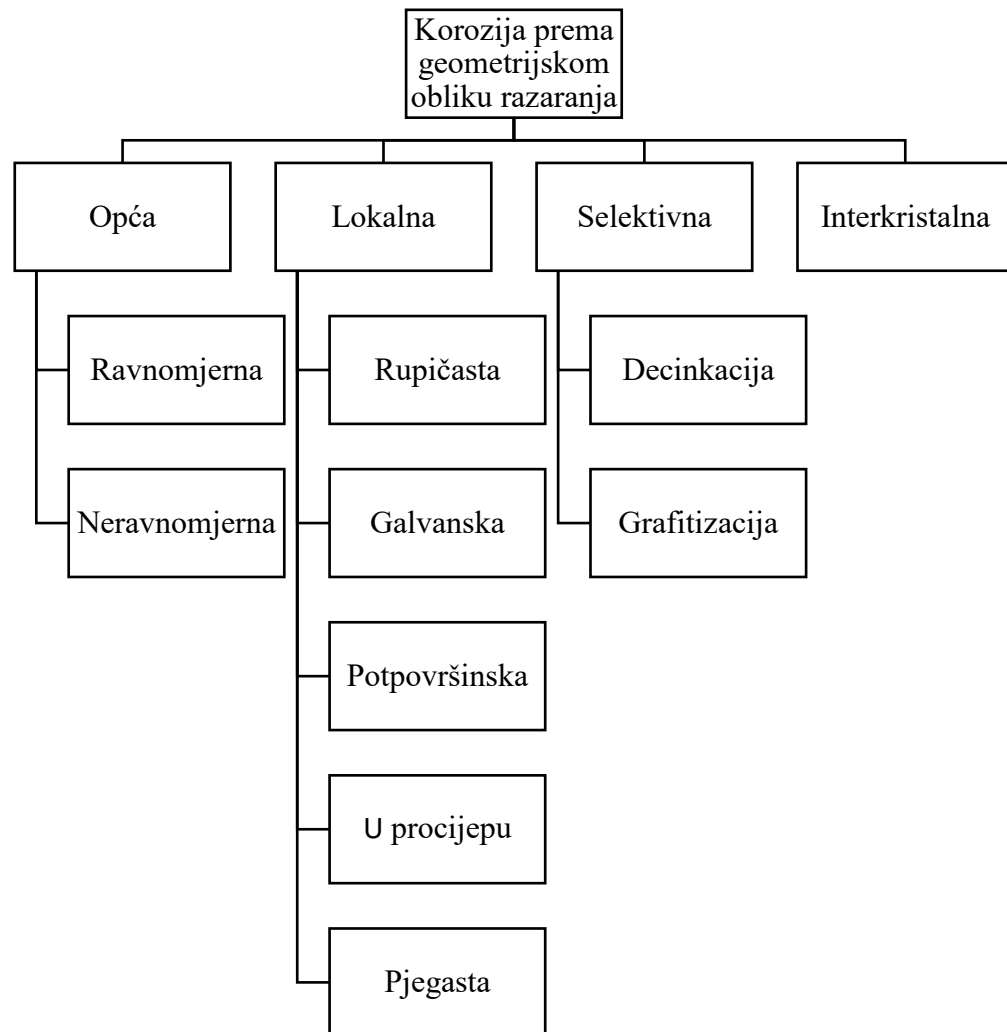 Korozija prema
geometrijskom
obliku razaranja
Opća
Lokalna
Selektivna
Interkristalna
Ravnomjerna
Rupičasta
Decinkacija
Neravnomjerna
Galvanska
Grafitizacija
Potpovršinska
U procijepu
Pjegasta